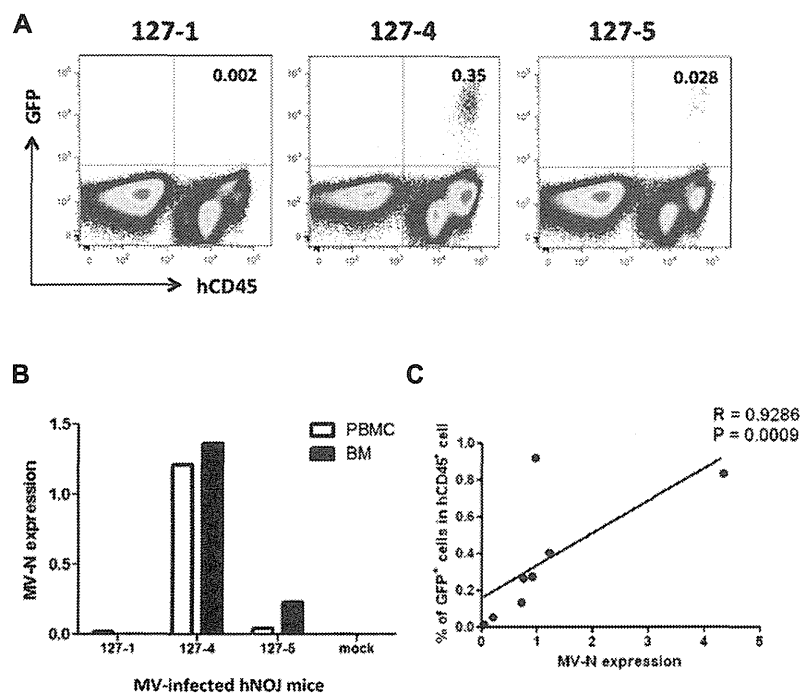 A
127-1
127-4
127-5
GFP
0.002
0.35
0.028
hCD45
B
1.5
1.0
0.5
0.0
MV-N expression
PBMC
BM
127-1
127-4
127-5
mock
MV-infected hNOJ mice
C
R = 0.9286
P = 0.0009
% of GFP⁺ cells in hCD45⁺ cell
1.0
0.8
0.6
0.4
0.2
0.0
0
1
2
3
4
5
MV-N expression